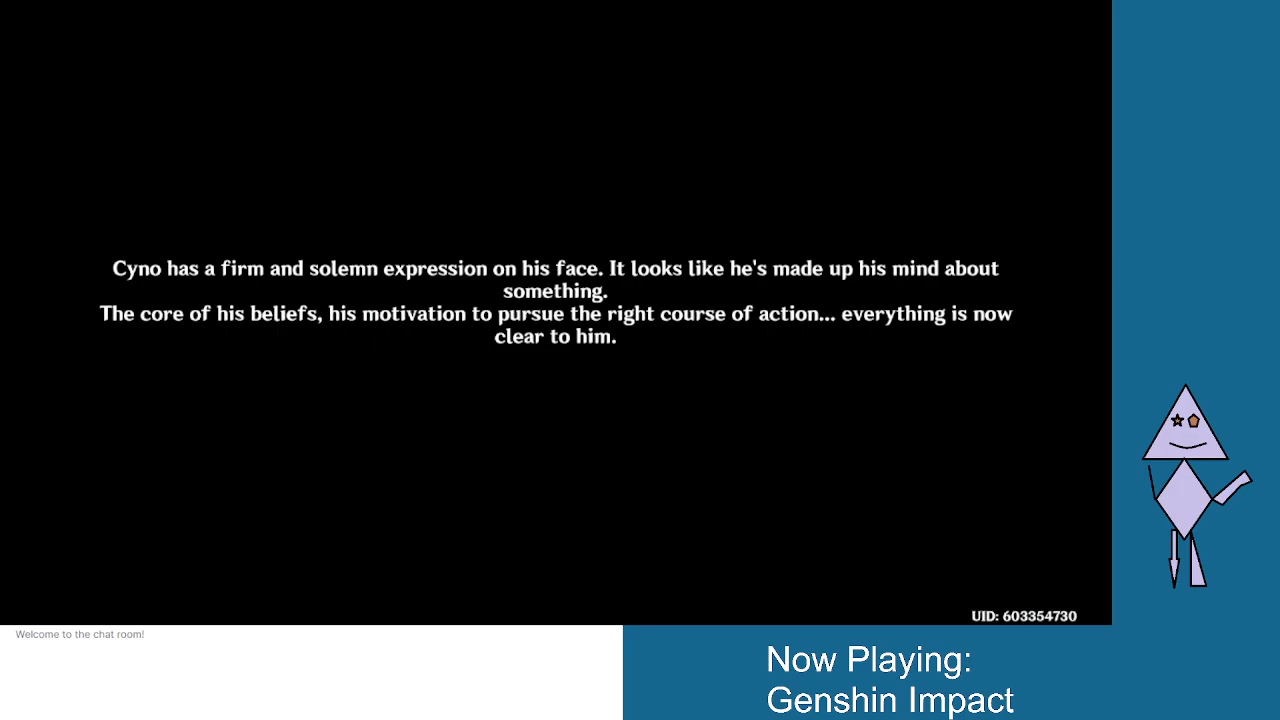 Cyno has a firm and solemn expression on his face. It looks like he's made up his mind about
something.
The core of his beliefs, his motivation to pursue the right course of action... everything is now
clear to him.
UID: 603354730
Welcome to the chat room!
Now Playing:
Genshin Impact